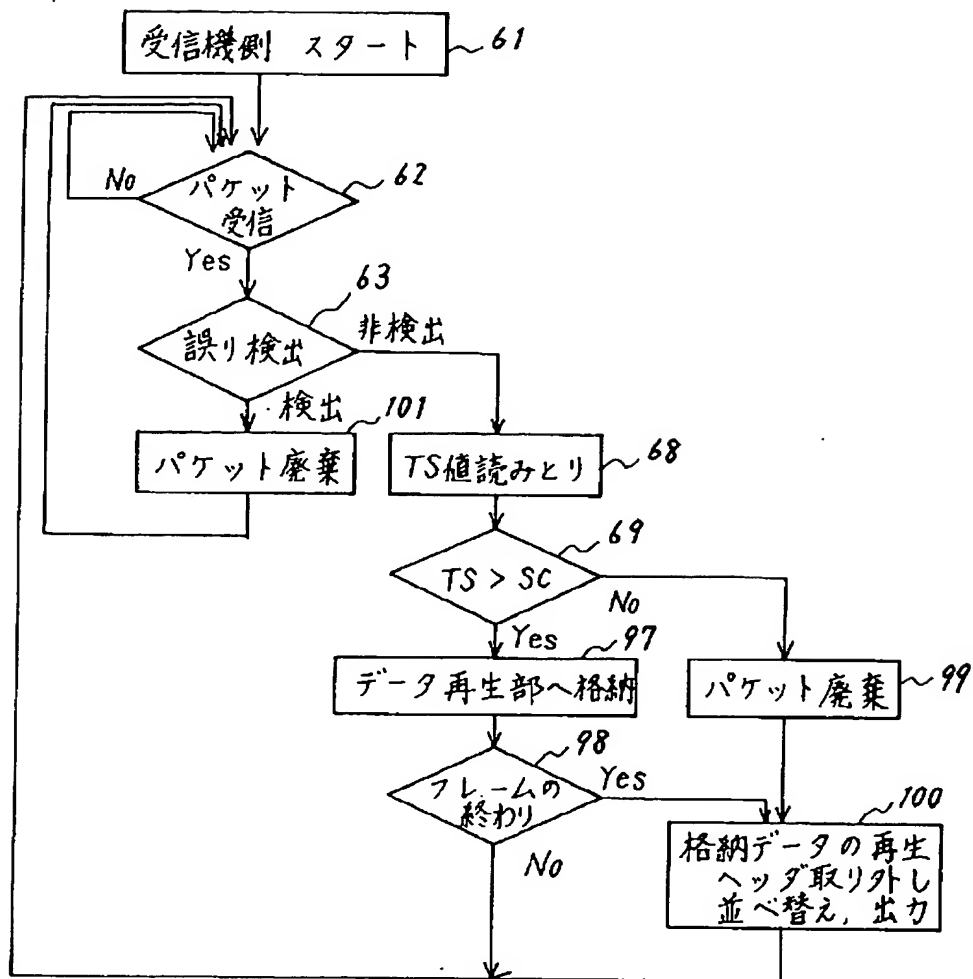 受信機側 スタート
61
No
パケット
受信
62
Yes
63
誤り検出
非検出
検出
101
パケット廃棄
TS値読みとり
68
69
TS > SC
No
Yes
97
データ再生部へ格納
パケット廃棄
99
98
フレームの
終わり
Yes
No
100
格納データの再生
ヘッダ取り外し
並べ替え,出力